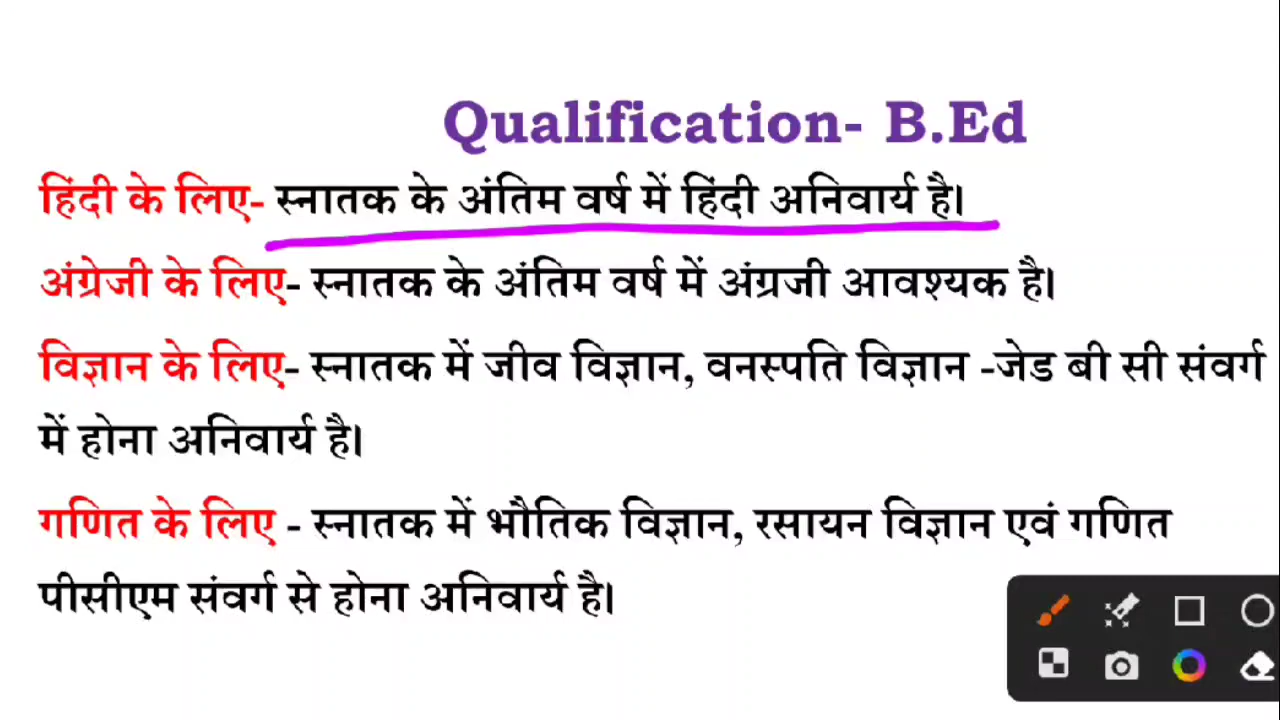 Qualification- B.Ed
हिंदी के लिए- स्नातक के अंतिम वर्ष में हिंदी अनिवार्य है।
अंग्रेजी के लिए- स्नातक के अंतिम वर्ष में अंग्रजी आवश्यक है।
विज्ञान के लिए- स्नातक में जीव विज्ञान, वनस्पति विज्ञान -जेड बी सी संवर्ग
में होना अनिवार्य है।
गणित के लिए - स्नातक में भौतिक विज्ञान, रसायन विज्ञान एवं गणित
पीसीएम संवर्ग से होना अनिवार्य है।